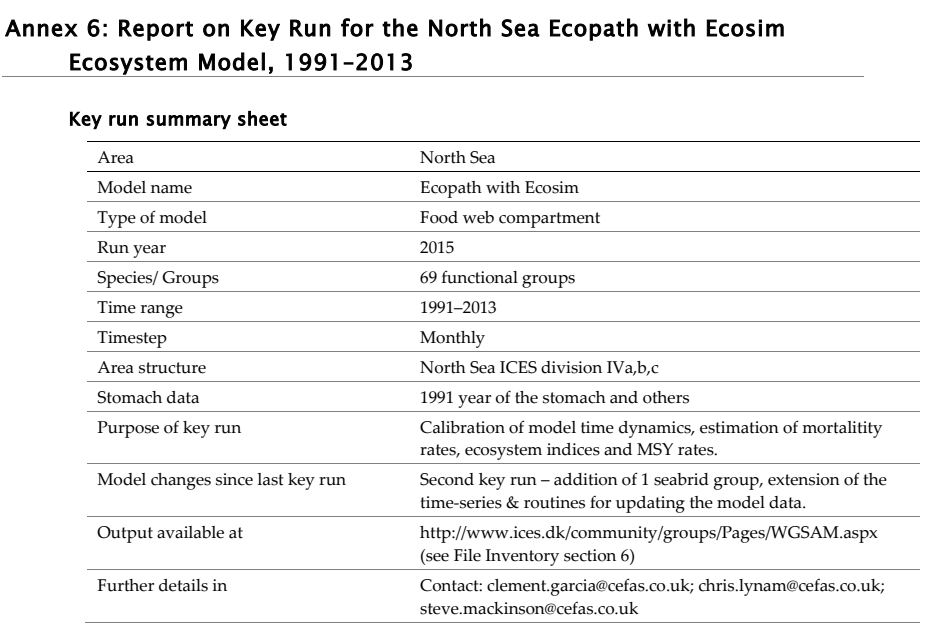 Annex 6: Report on Key Run for the North Sea Ecopath with Ecosim
Ecosystem Model, 1991–2013
Key run summary sheet
Area North Sea
Model name Ecopath with Ecosim
Type of model Food web compartment
Run year 2015
Species/ Groups 69 functional groups
Time range 1991–2013
Timestep Monthly
Area structure North Sea ICES division IVa,b,c
Stomach data 1991 year of the stomach and others
Purpose of key run Calibration of model time dynamics, estimation of mortalitity
rates, ecosystem indices and MSY rates.
Model changes since last key run Second key run – addition of 1 seabrid group, extension of the
time-series & routines for updating the model data.
Output available at http://www.ices.dk/community/groups/Pages/WGSAM.aspx
(see File Inventory section 6)
Further details in Contact: clement.garcia@cefas.co.uk; chris.lynam@cefas.co.uk;
steve.mackinson@cefas.co.uk